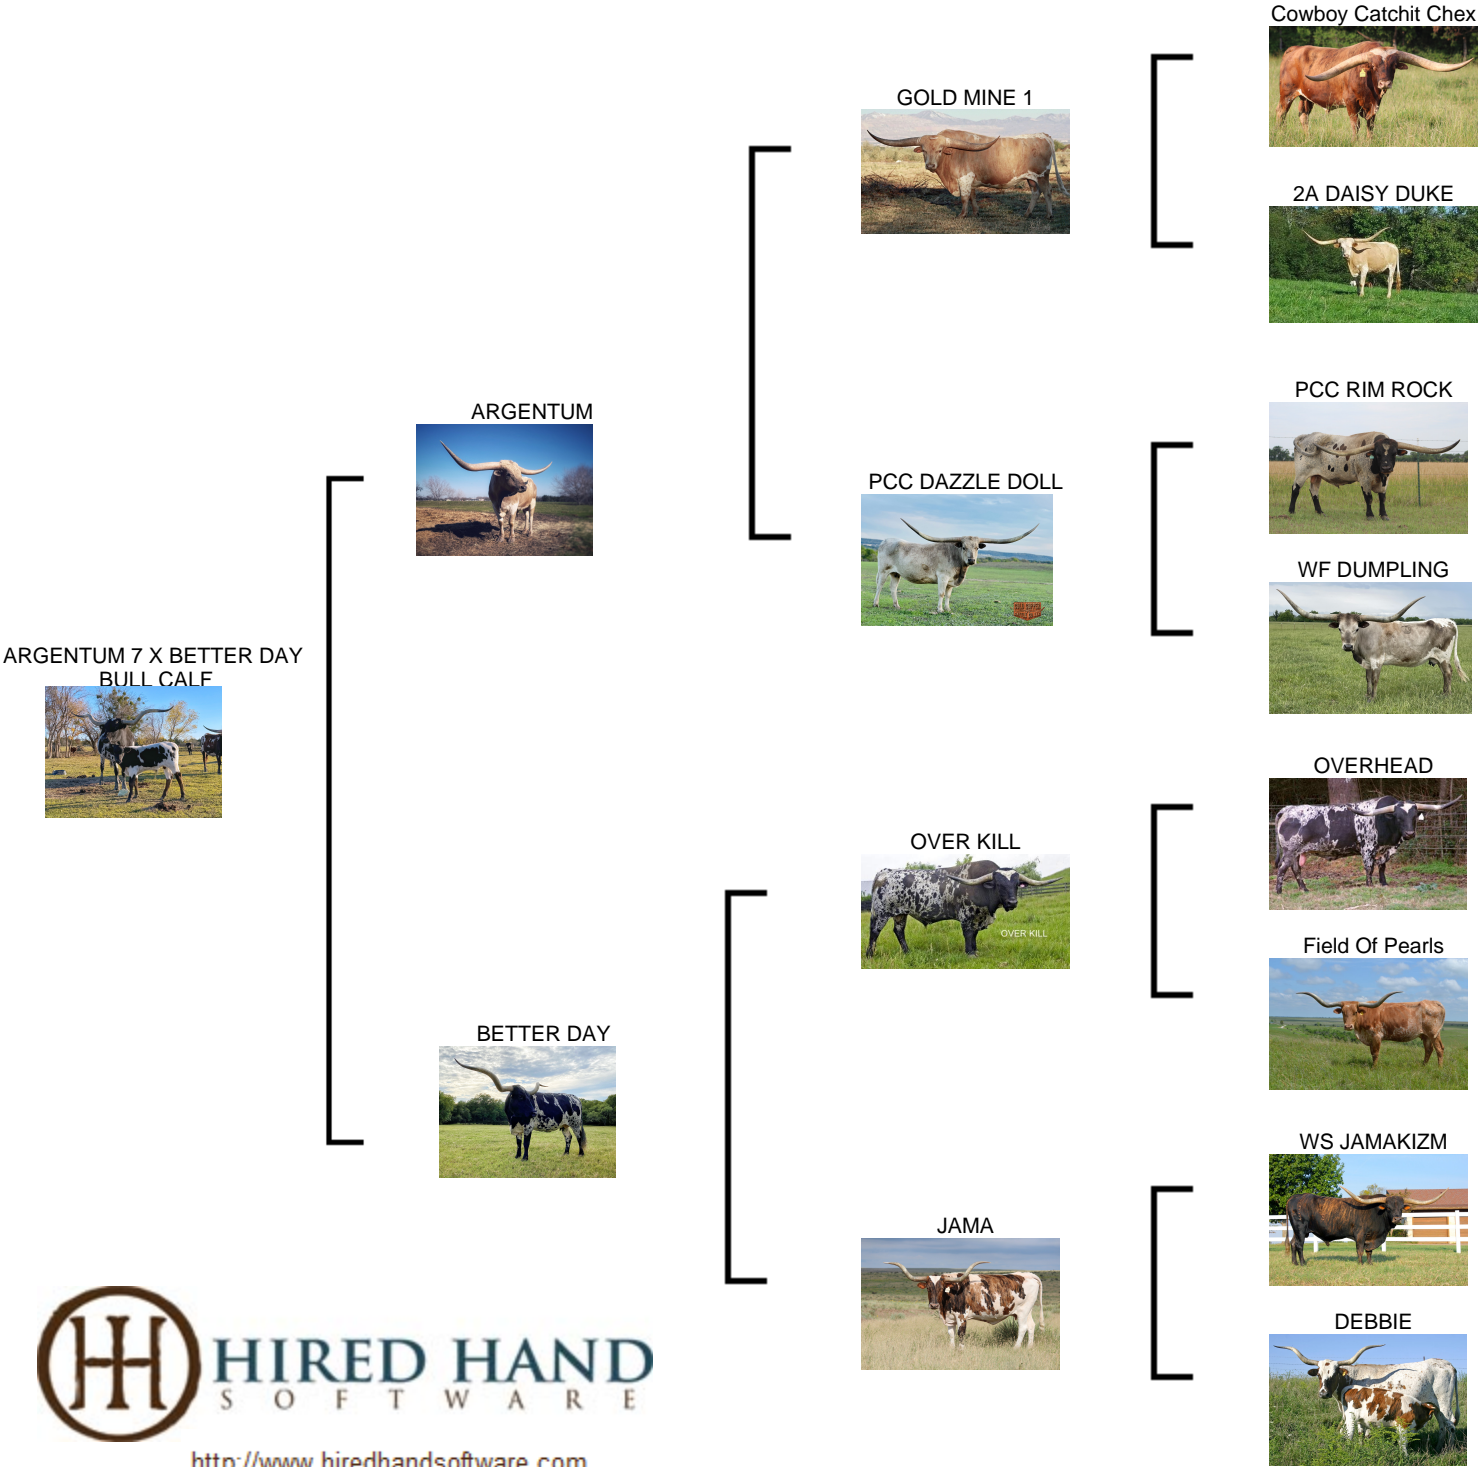 Cowboy Catchit Chex
GOLD MINE 1
2A DAISY DUKE
PCC RIM ROCK
ARGENTUM
PCC DAZZLE DOLL
WF DUMPLING
ARGENTUM 7 X BETTER DAY
BULL CALF
OVERHEAD
OVER KILL
OVER KILL
Field Of Pearls
BETTER DAY
WS JAMAKIZM
JAMA
DEBBIE
HIRED HAND
SOFTWARE
http://www.hiredhandsoftware.com